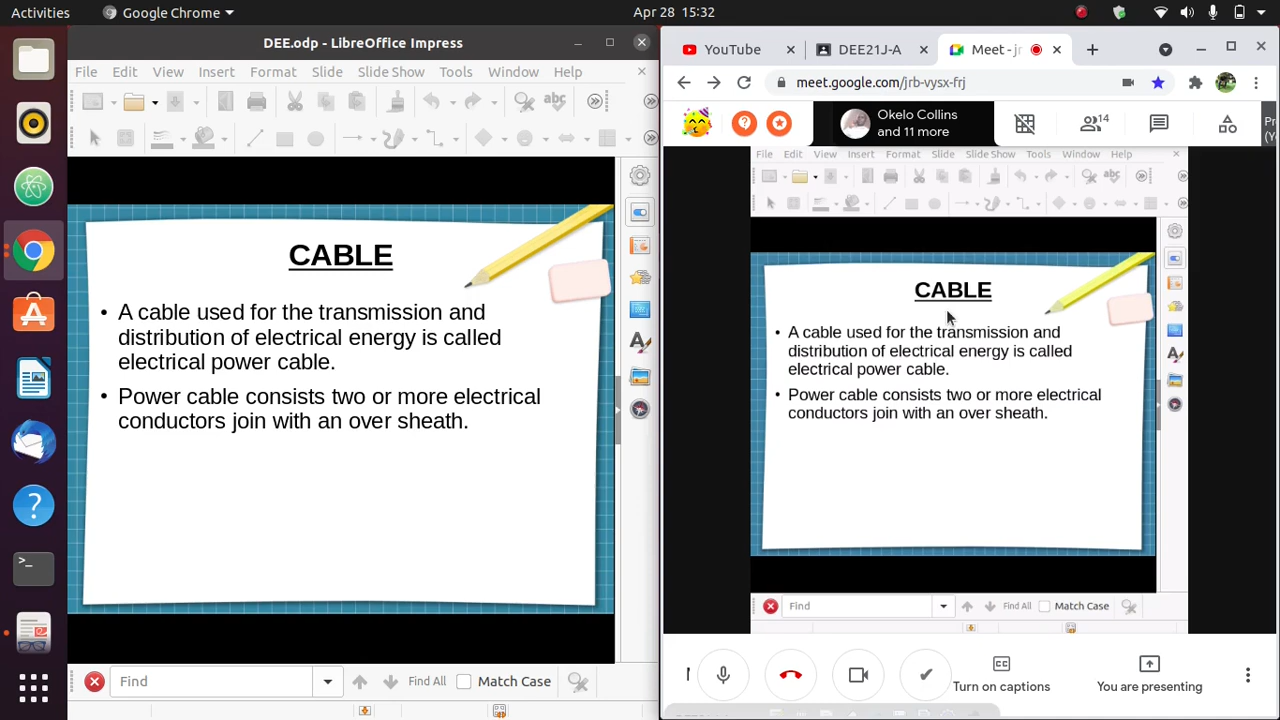 Activities
Google Chrome
Apr 28 15:32
DEE.odp - LibreOffice Impress
File Edit View Insert Format Slide Slide Show Tools Window Help
CABLE
• A cable used for the transmission and
distribution of electrical energy is called
electrical power cable.
• Power cable consists two or more electrical
conductors join with an over sheath.
Find
Find All
Match Case
YouTube
DEE21J-A
Meet - jr
meet.google.com/jrb-vysx-frj
Okelo Collins
and 11 more
14
File Edit View Insert Format Slide Slide Show Tools Window Help
CABLE
• A cable used for the transmission and
distribution of electrical energy is called
electrical power cable.
• Power cable consists two or more electrical
conductors join with an over sheath.
Find
Find All
Match Case
Turn on captions
You are presenting